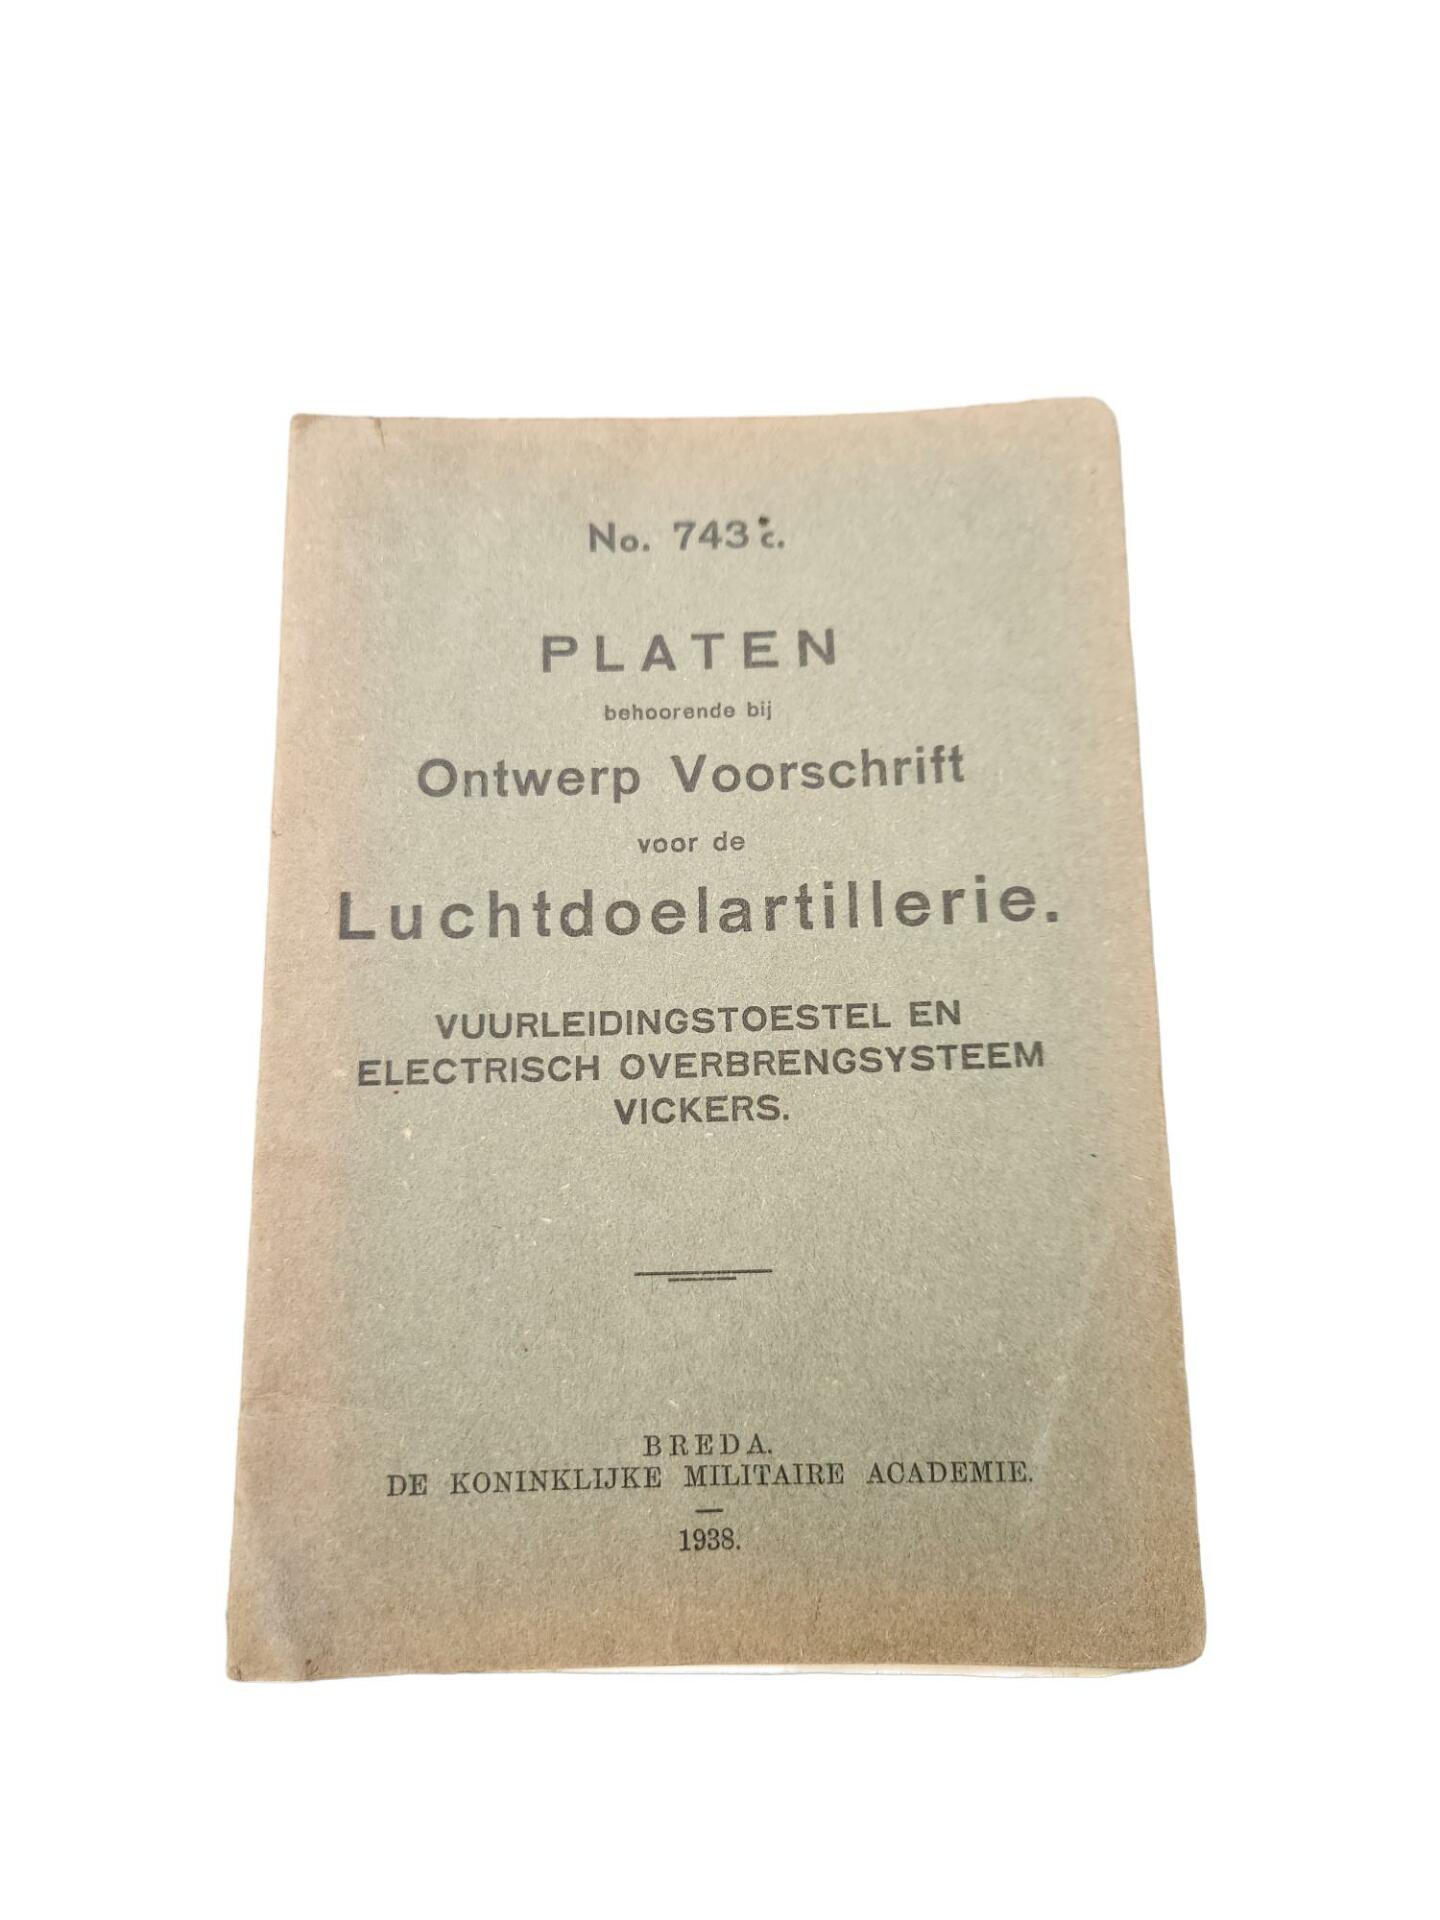 No. 743 c.
PLATEN
behoorende bij
Ontwerp Voorschrift
voor de
Luchtdoelartillerie.
VUURLEIDINGSTOESTEL EN
ELECTRISCH OVERBRENGSYSTEEM
VICKERS.
BREDA.
DE KONINKLIJKE MILITAIRE ACADEMIE.
1938.